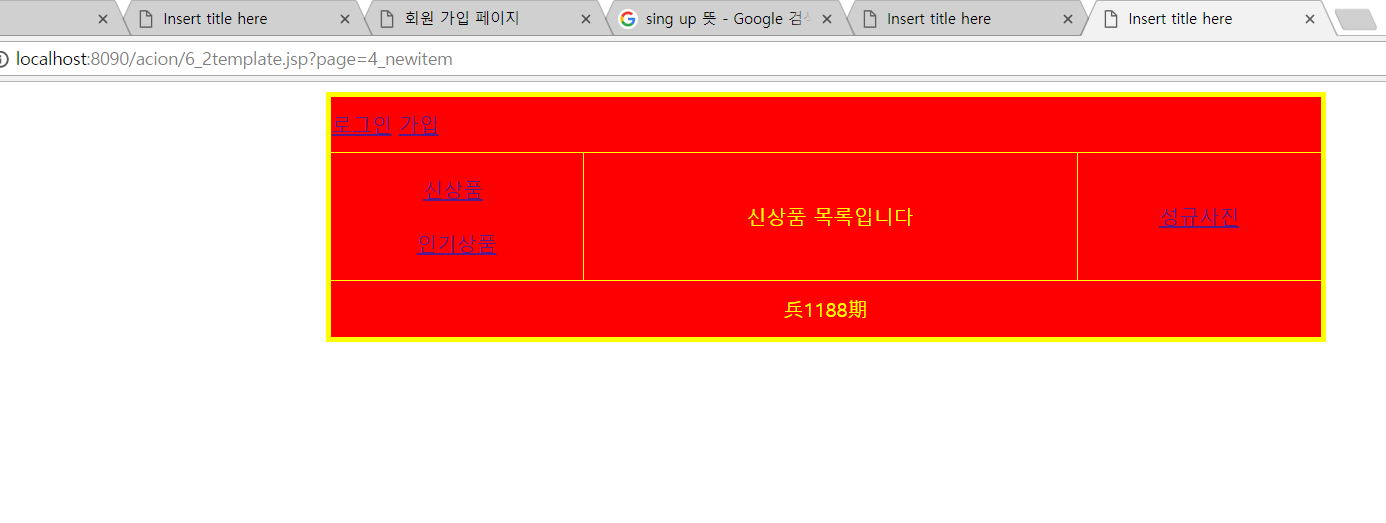 Insert title here
회원 가입 페이지
sing up 뜻 - Google 검색
Insert title here
Insert title here
localhost:8090/acion/6_2template.jsp?page=4_newitem
로그인 가입
신상품
인기상품
신상품 목록입니다
싱규사진
兵1188期